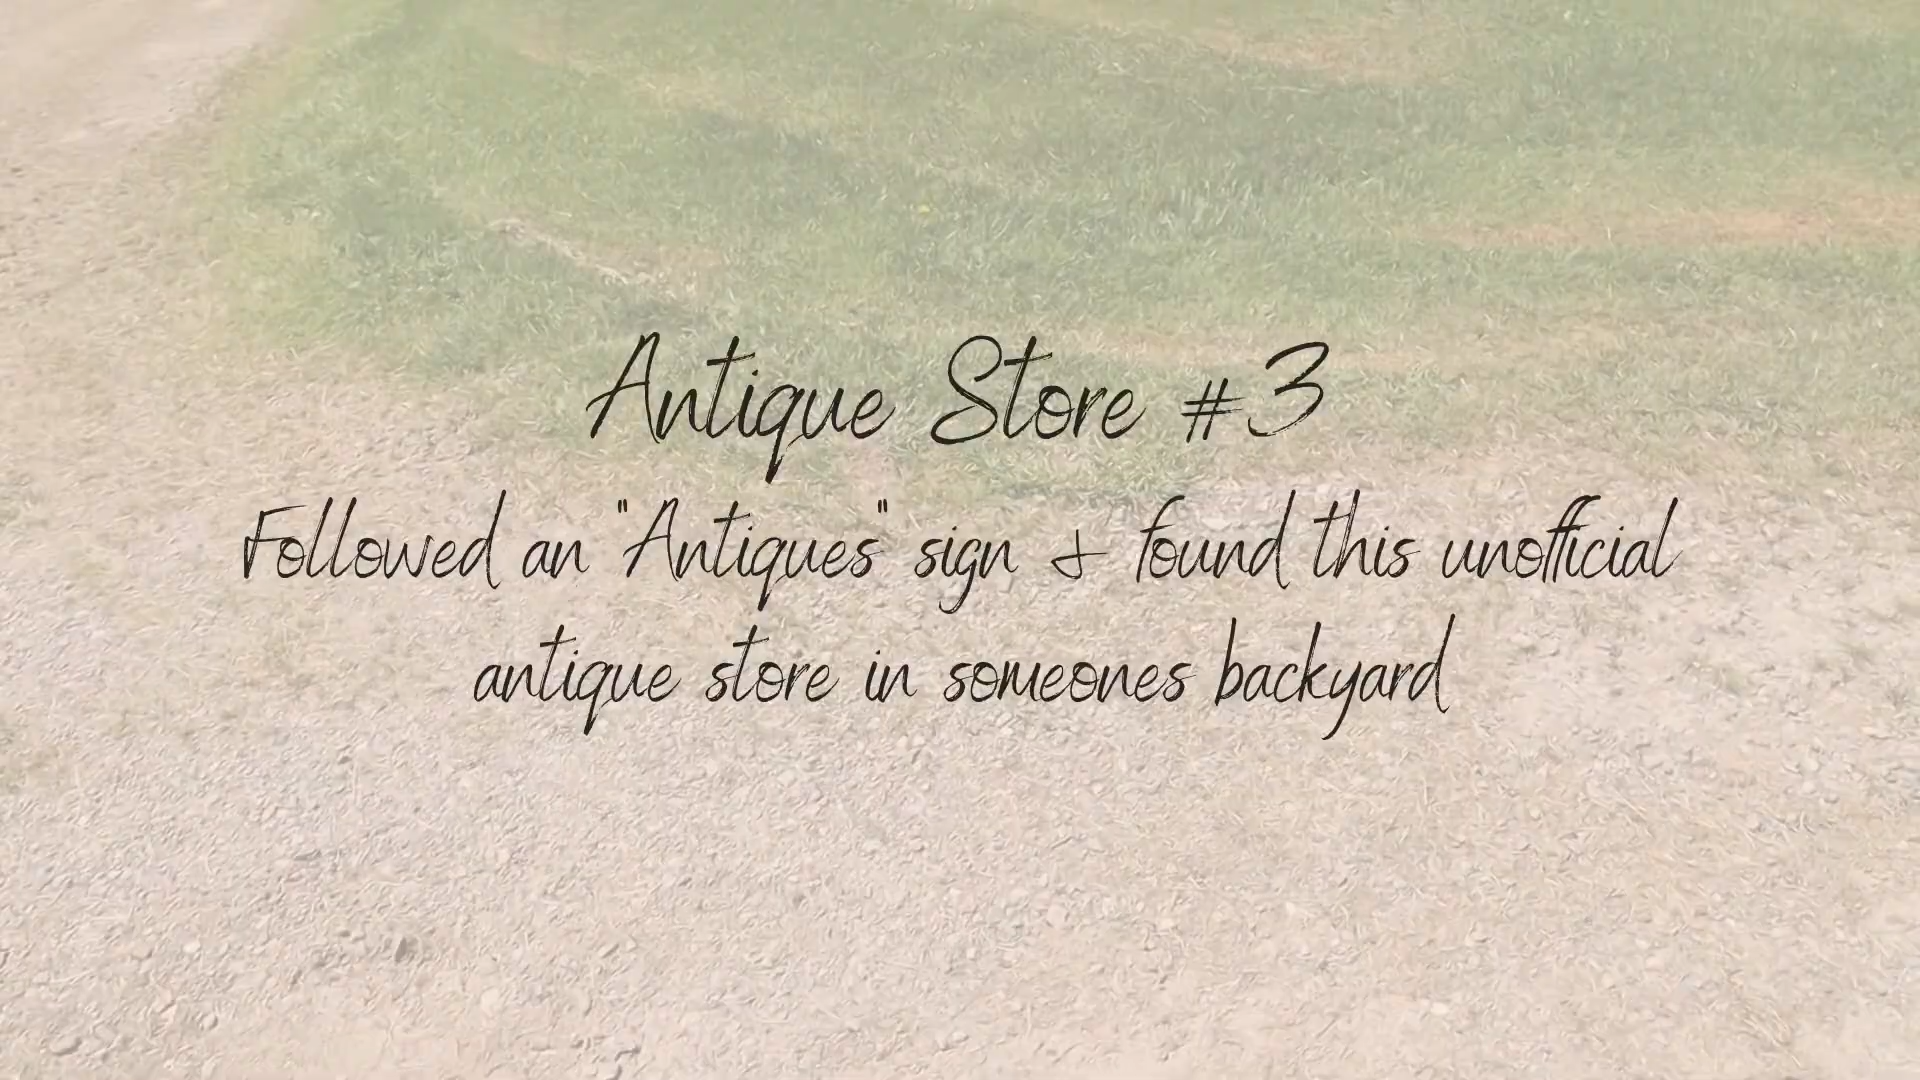 Antique Store #3
Followed an "Antiques" sign & found this unofficial
antique store in someones backyard